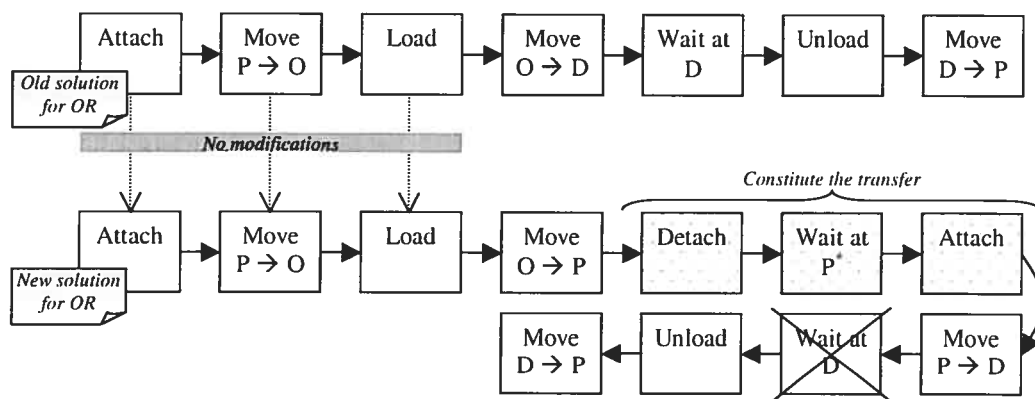 Attach
Move
P → O
Load
Move
O → D
Wait at
D
Unload
Move
D → P
Old solution
for OR
No modifications
Constitute the transfer
Attach
Move
P → O
Load
Move
O → P
Detach
Wait at
P
Attach
New solution
for OR
Move
D → P
Unload
Wait at
D
Move
P → D